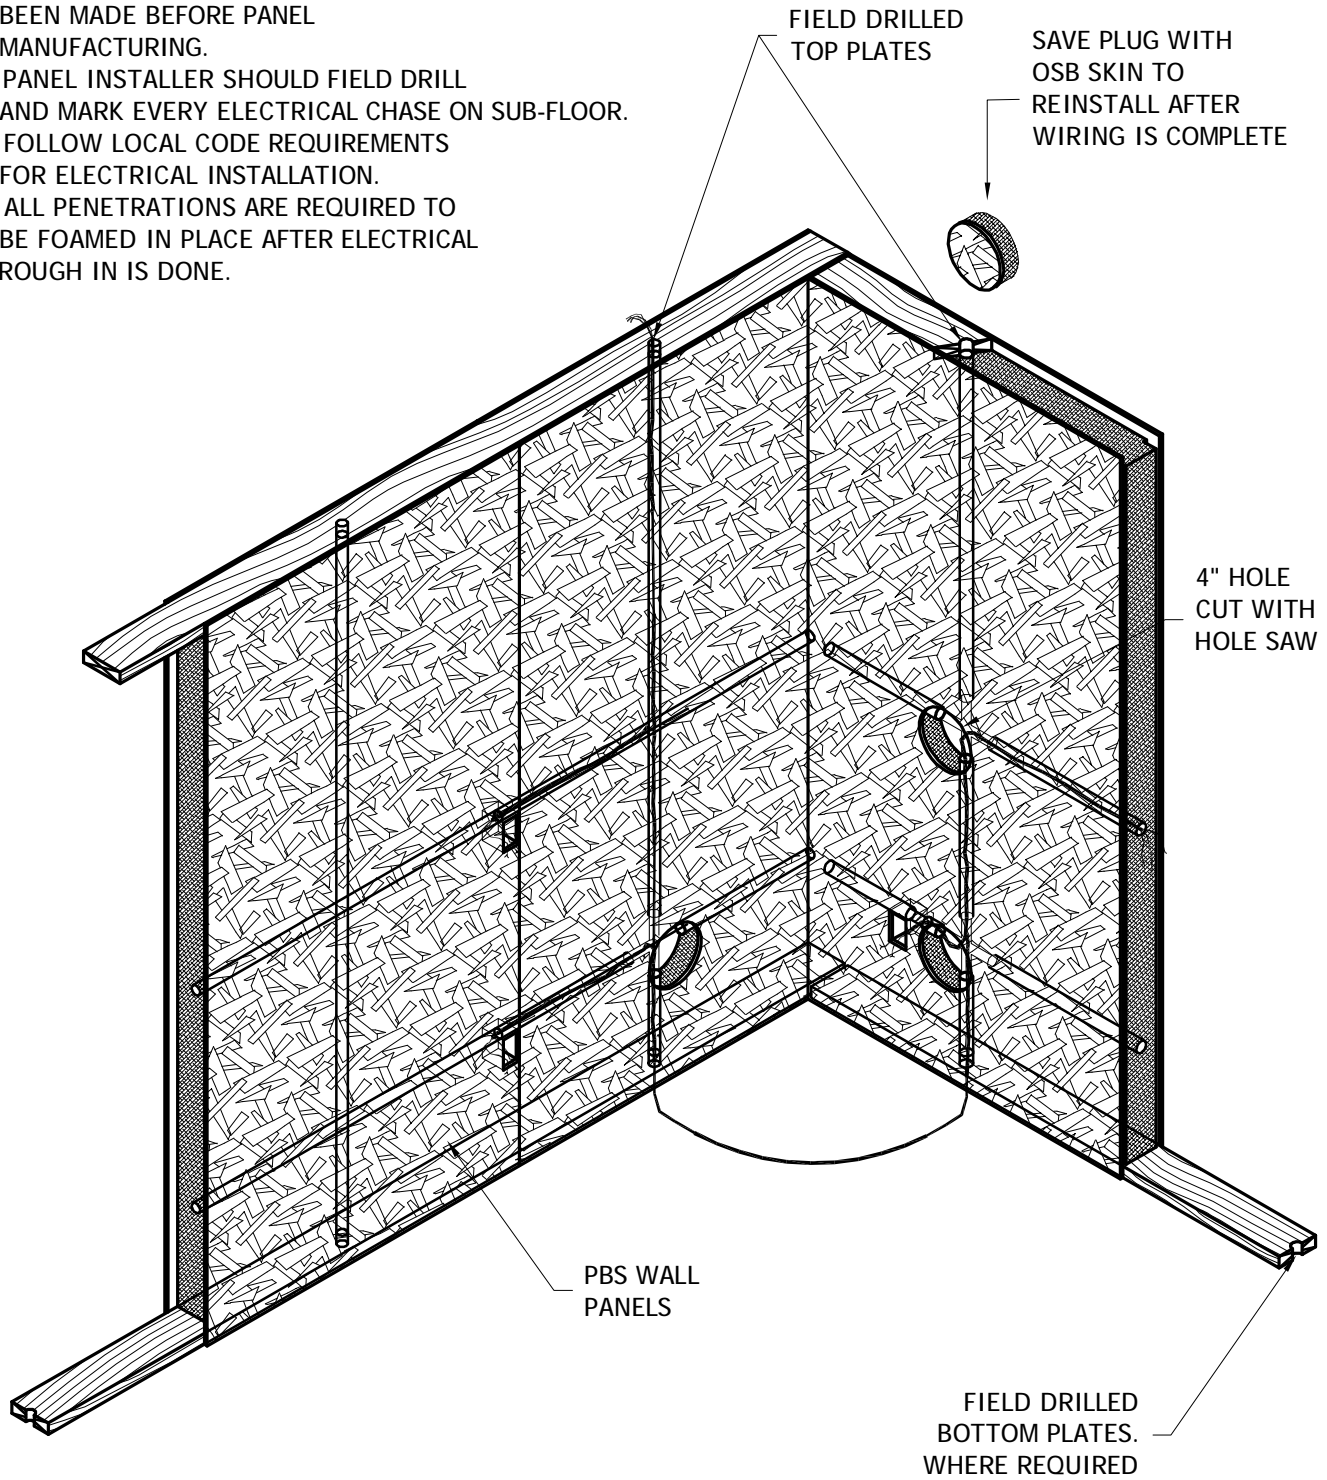 BEEN MADE BEFORE PANEL
MANUFACTURING.
PANEL INSTALLER SHOULD FIELD DRILL
AND MARK EVERY ELECTRICAL CHASE ON SUB-FLOOR.
FOLLOW LOCAL CODE REQUIREMENTS
FOR ELECTRICAL INSTALLATION.
ALL PENETRATIONS ARE REQUIRED TO
BE FOAMED IN PLACE AFTER ELECTRICAL
ROUGH IN IS DONE.
FIELD DRILLED
TOP PLATES
SAVE PLUG WITH
OSB SKIN TO
REINSTALL AFTER
WIRING IS COMPLETE
4" HOLE
CUT WITH
HOLE SAW
PBS WALL
PANELS
FIELD DRILLED
BOTTOM PLATES.
WHERE REQUIRED